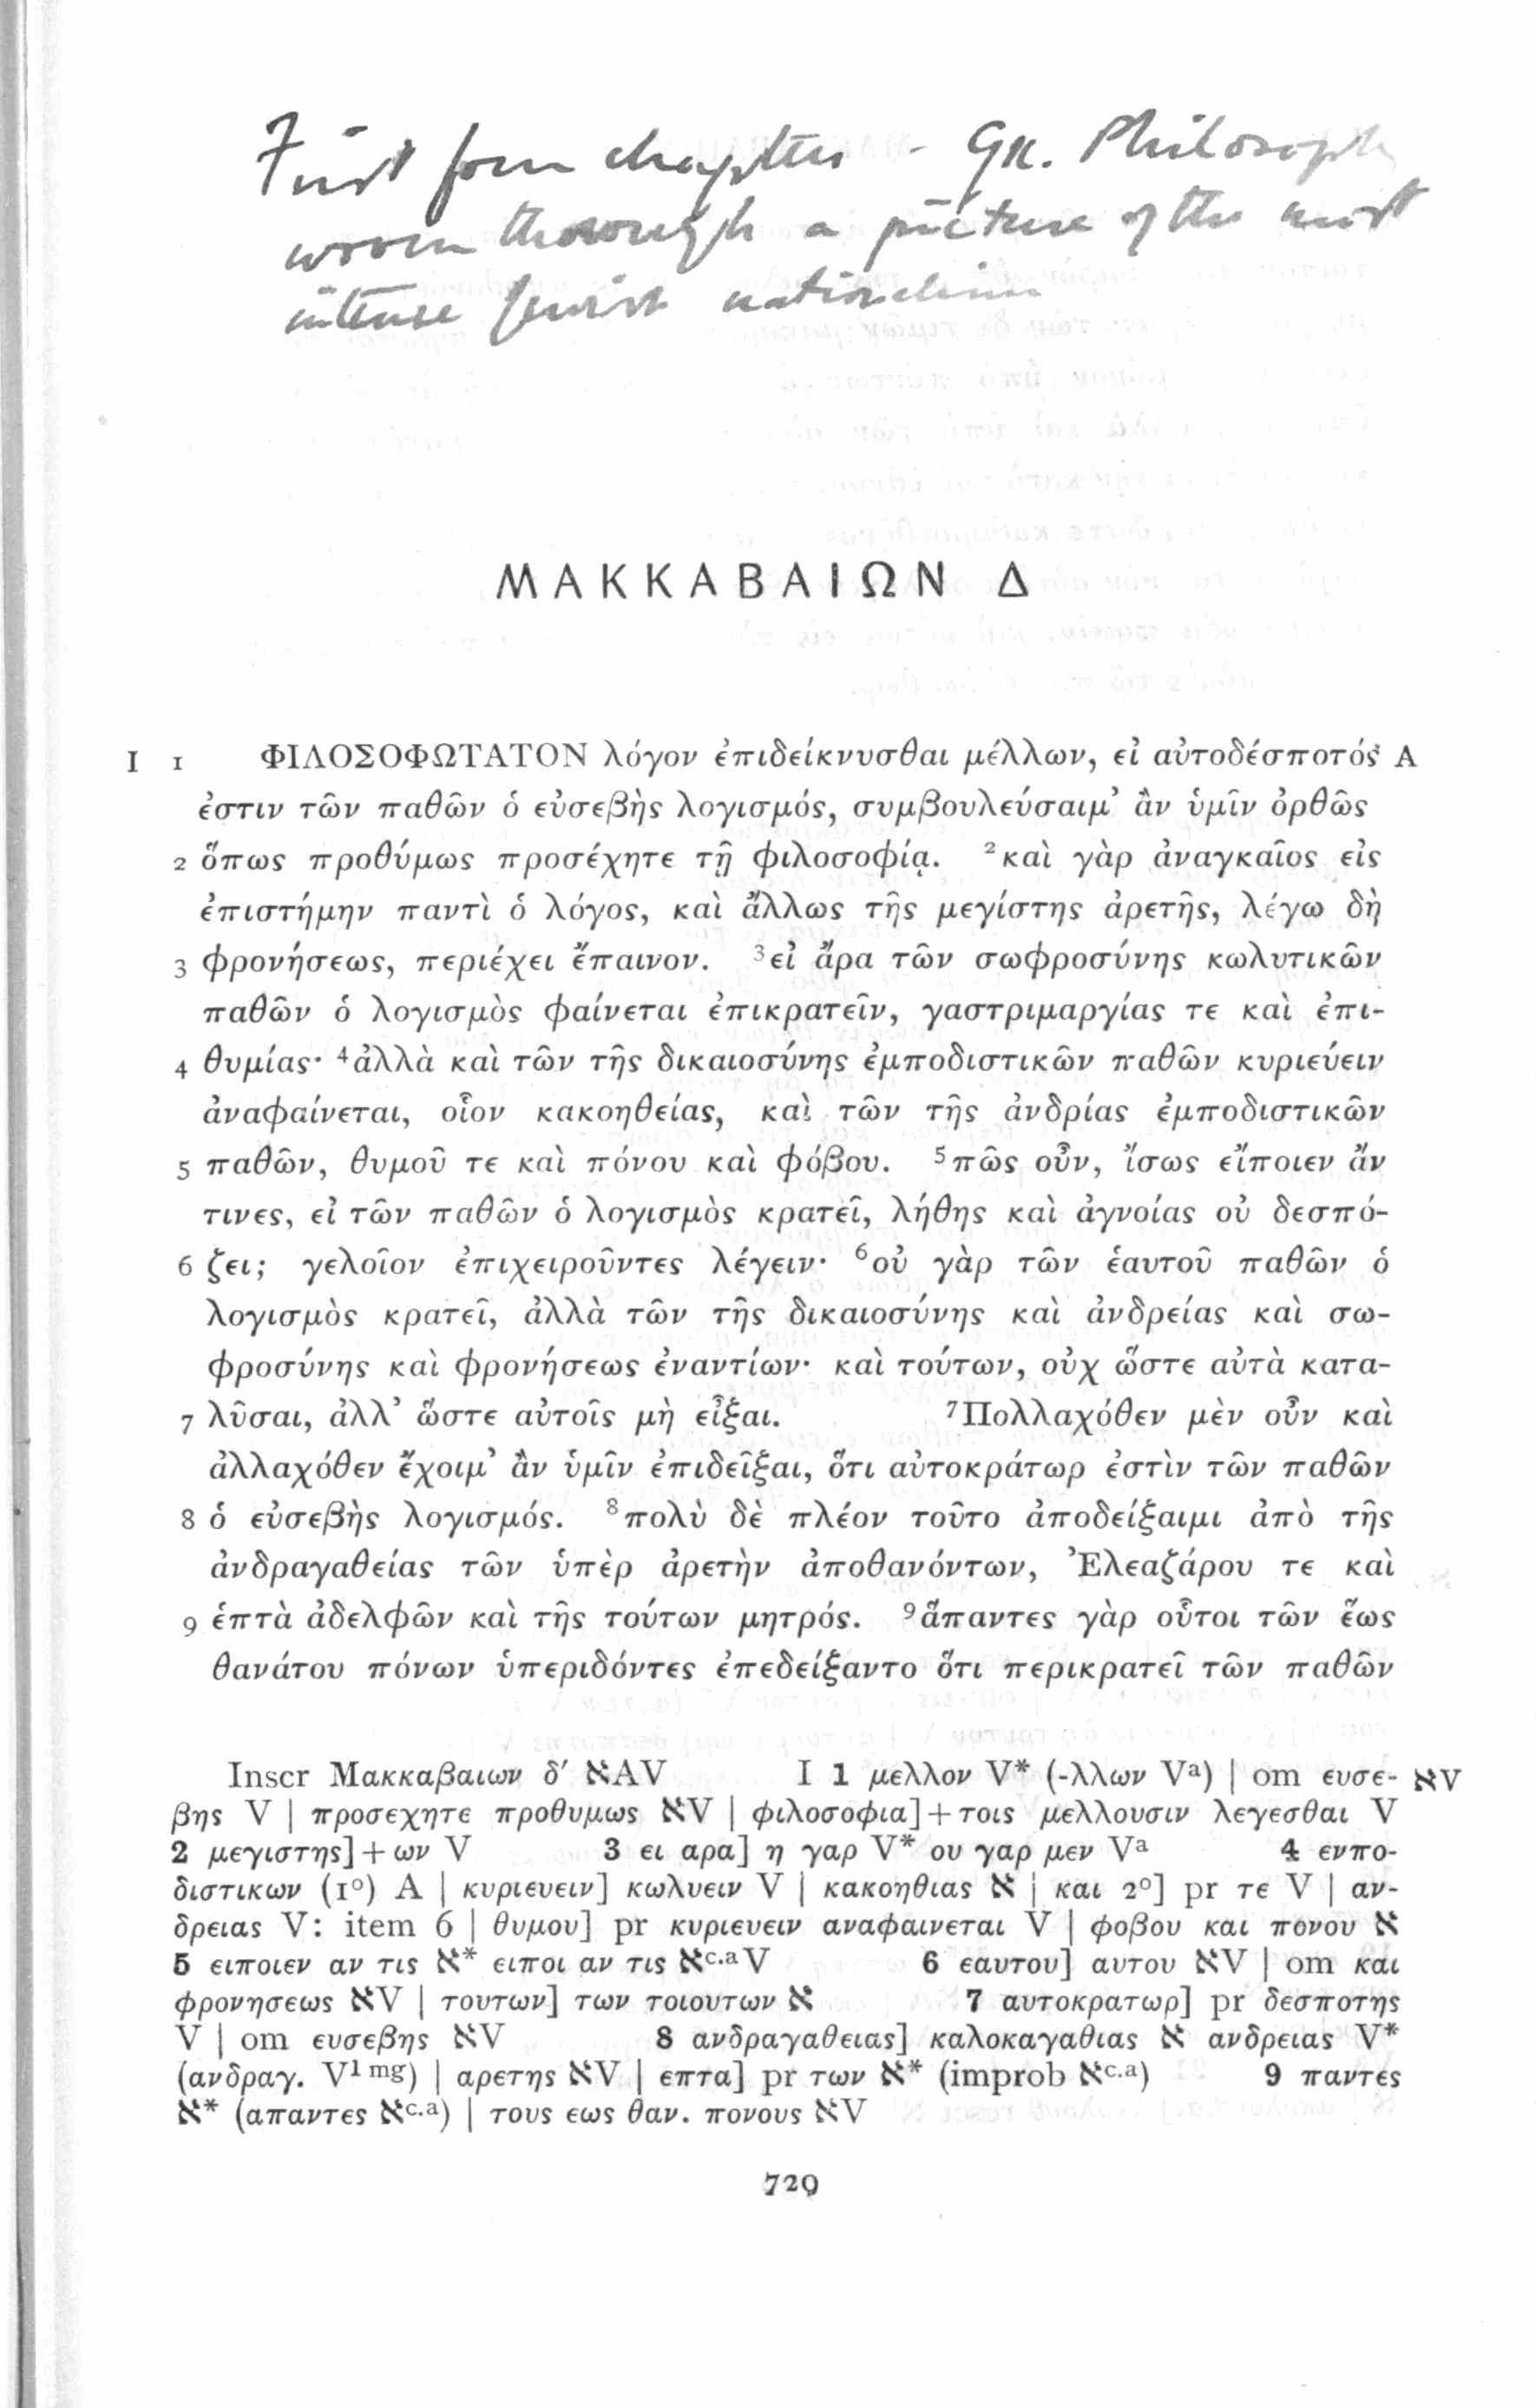 First four chapters - Gk. Philosophy
woven through a picture of the most
intense Jewish nationalism
ΜΑΚΚΑΒΑΙΩΝ Δ
I 1 ΦΙΛΟΣΟΦΩΤΑΤΟΝ λόγον ἐπιδείκνυσθαι μέλλων, εἰ αὐτοδέσποτός A
ἐστιν τῶν παθῶν ὁ εὐσεβὴς λογισμός, συμβουλεύσαιμ’ ἂν ὑμῖν ὀρθῶς
2 ὅπως προθύμως προσέχητε τῇ φιλοσοφίᾳ. ²καὶ γὰρ ἀναγκαῖος εἰς
ἐπιστήμην παντὶ ὁ λόγος, καὶ ἄλλως τῆς μεγίστης ἀρετῆς, λέγω δὴ
3 φρονήσεως, περιέχει ἔπαινον. ³εἰ ἄρα τῶν σωφροσύνης κωλυτικῶν
παθῶν ὁ λογισμὸς φαίνεται ἐπικρατεῖν, γαστριμαργίας τε καὶ ἐπι-
4 θυμίας· ⁴ἀλλὰ καὶ τῶν τῆς δικαιοσύνης ἐμποδιστικῶν παθῶν κυριεύειν
ἀναφαίνεται, οἷον κακοηθείας, καὶ τῶν τῆς ἀνδρίας ἐμποδιστικῶν
5 παθῶν, θυμοῦ τε καὶ πόνου καὶ φόβου. ⁵πῶς οὖν, ἴσως εἴποιεν ἄν
τινες, εἰ τῶν παθῶν ὁ λογισμὸς κρατεῖ, λήθης καὶ ἀγνοίας οὐ δεσπό-
6 ζει; γελοῖον ἐπιχειροῦντες λέγειν· ⁶οὐ γὰρ τῶν ἑαυτοῦ παθῶν ὁ
λογισμὸς κρατεῖ, ἀλλὰ τῶν τῆς δικαιοσύνης καὶ ἀνδρείας καὶ σω-
φροσύνης καὶ φρονήσεως ἐναντίων· καὶ τούτων, οὐχ ὥστε αὐτὰ κατα-
7 λῦσαι, ἀλλ’ ὥστε αὐτοῖς μὴ εἶξαι. ⁷Πολλαχόθεν μὲν οὖν καὶ
ἀλλαχόθεν ἔχοιμ’ ἂν ὑμῖν ἐπιδεῖξαι, ὅτι αὐτοκράτωρ ἐστὶν τῶν παθῶν
8 ὁ εὐσεβὴς λογισμός. ⁸πολὺ δὲ πλέον τοῦτο ἀποδείξαιμι ἀπὸ τῆς
ἀνδραγαθείας τῶν ὑπὲρ ἀρετὴν ἀποθανόντων, Ἐλεαζάρου τε καὶ
9 ἑπτὰ ἀδελφῶν καὶ τῆς τούτων μητρός. ⁹ἅπαντες γὰρ οὗτοι τῶν ἕως
θανάτου πόνων ὑπεριδόντες ἐπεδείξαντο ὅτι περικρατεῖ τῶν παθῶν
Inscr Μακκαβαιων δ′ ℵAV I 1 μελλον V* (-λλων Vᵃ) | om ευσε- ℵV
βης V | προσεχητε προθυμως ℵV | φιλοσοφια]+τοις μελλουσιν λεγεσθαι V
2 μεγιστης]+ων V 3 ει αρα] η γαρ V* ου γαρ μεν Vᵃ 4 ενπο-
διστικων (1°) A | κυριευειν] κωλυειν V | κακοηθιας ℵ | και 2°] pr τε V | αν-
δρειας V: item 6 | θυμου] pr κυριευειν αναφαινεται V | φοβου και πονου ℵ
5 ειποιεν αν τις ℵ* ειποι αν τις ℵᶜ·ᵃV 6 εαυτου] αυτου ℵV | om και
φρονησεως ℵV | τουτων] των τοιουτων ℵ 7 αυτοκρατωρ] pr δεσποτης
V | om ευσεβης ℵV 8 ανδραγαθειας] καλοκαγαθιας ℵ ανδρειας V*
(ανδραγ. V¹ ᵐᵍ) | αρετης ℵV | επτα] pr των ℵ* (improb ℵᶜ·ᵃ) 9 παντες
ℵ* (απαντες ℵᶜ·ᵃ) | τους εως θαν. πονους ℵV
729